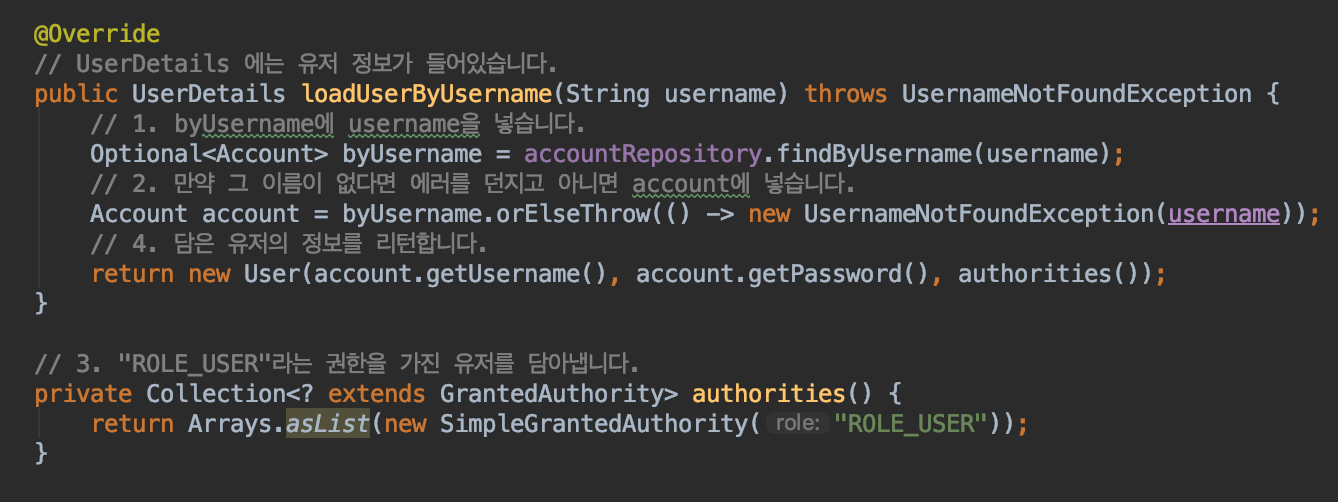 @Override
// UserDetails 에는 유저 정보가 들어있습니다.
public UserDetails loadUserByUsername(String username) throws UsernameNotFoundException {
    // 1. byUsername에 username을 넣습니다.
    Optional<Account> byUsername = accountRepository.findByUsername(username);
    // 2. 만약 그 이름이 없다면 에러를 던지고 아니면 account에 넣습니다.
    Account account = byUsername.orElseThrow(() -> new UsernameNotFoundException(username));
    // 4. 담은 유저의 정보를 리턴합니다.
    return new User(account.getUsername(), account.getPassword(), authorities());
}

// 3. "ROLE_USER"라는 권한을 가진 유저를 담아냅니다.
private Collection<? extends GrantedAuthority> authorities() {
    return Arrays.asList(new SimpleGrantedAuthority( role: "ROLE_USER"));
}